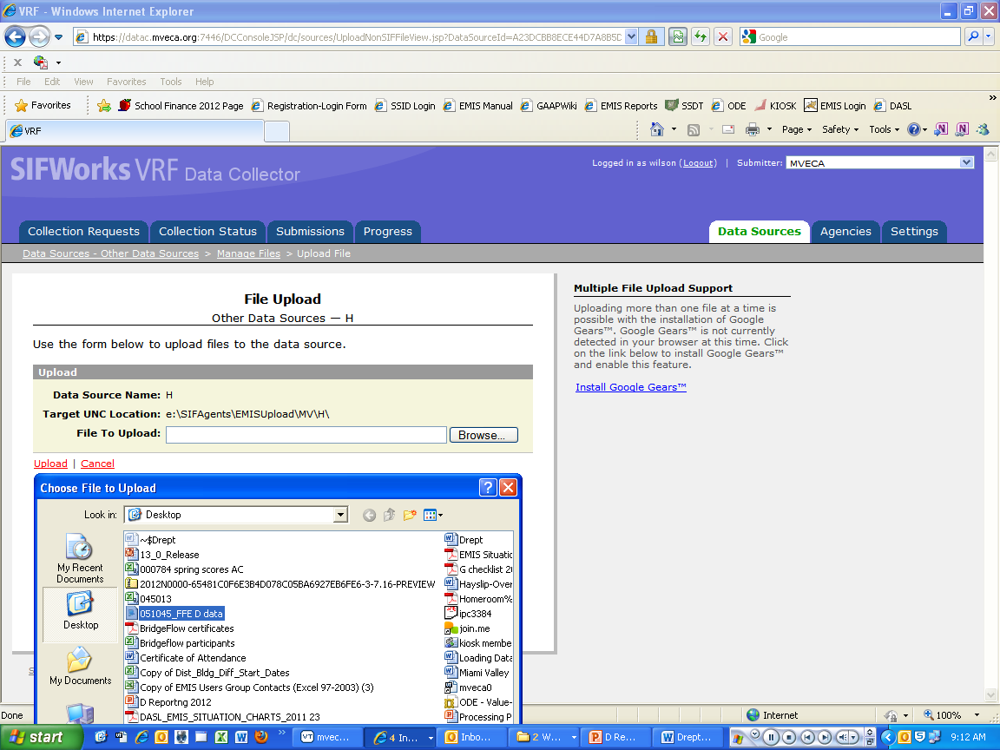 VRF - Windows Internet Explorer
https://datac.mveca.org:7446/DCConsoleJSP/dc/sources/UploadNonSIFFileView.jsp?DataSourceId=A23DCBB8ECE44D7A8B5D
Google
File Edit View Favorites Tools Help
Favorites School Finance 2012 Page Registration-Login Form SSID Login EMIS Manual GAAPWiki EMIS Reports SSDT ODE KIOSK EMIS Login DASL »
VRF Page Safety Tools
SIFWorks VRF Data Collector
Logged in as wilson (Logout) | Submitter: MVECA
Collection Requests Collection Status Submissions Progress Data Sources Agencies Settings
Data Sources - Other Data Sources > Manage Files > Upload File
File Upload
Other Data Sources — H
Use the form below to upload files to the data source.
Upload
Data Source Name: H
Target UNC Location: e:\SIFAgents\EMISUpload\MV\H\
File To Upload: Browse...
Upload | Cancel
Multiple File Upload Support
Uploading more than one file at a time is
possible with the installation of Google
Gears™. Google Gears™ is not currently
detected in your browser at this time. Click
on the link below to install Google Gears™
and enable this feature.
Install Google Gears™
Choose File to Upload
Look in: Desktop
My Recent
Documents
Desktop
My Documents
~$Drept
13_0_Release
000784 spring scores AC
2012N0000-65481C0F6E3B4D078C05BA6927EB6FE6-3-7.16-PREVIEW
045013
051045_FFE D data
BridgeFlow certificates
Bridgeflow participants
Certificate of Attendance
Copy of Dist_Bldg_Diff_Start_Dates
Copy of EMIS Users Group Contacts (Excel 97-2003) (3)
D Reportng 2012
DASL_EMIS_SITUATION_CHARTS_2011 23
Drept
EMIS Situatio
G checklist 20
Hayslip-Over
Homeroom%
ipc3384
join.me
kiosk membe
Loading Data
Miami Valley
mveca0
ODE - Value-
Processing P
Done Internet 100%
start mvec... 4 In... Inbo... 2 W... D Re... Drept... 9:12 AM